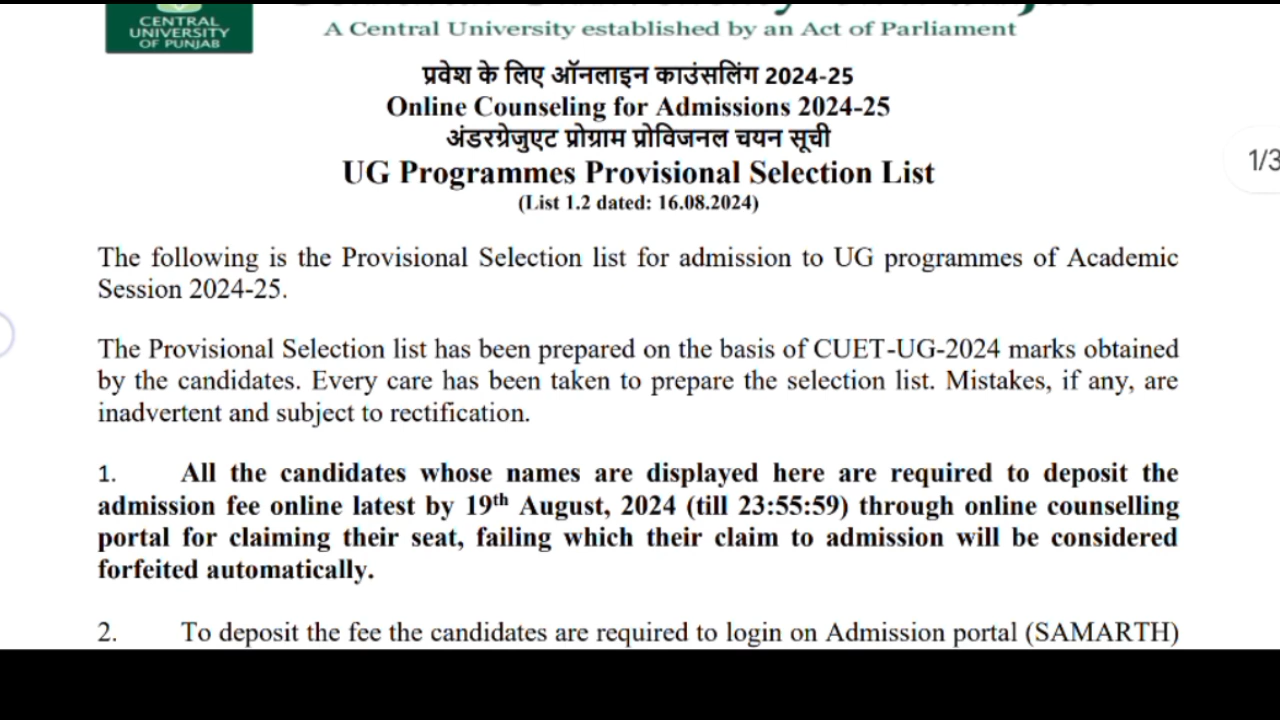 CENTRAL
UNIVERSITY
OF PUNJAB
A Central University established by an Act of Parliament
प्रवेश के लिए ऑनलाइन काउंसलिंग 2024-25
Online Counseling for Admissions 2024-25
अंडरग्रेजुएट प्रोग्राम प्रोविजनल चयन सूची
UG Programmes Provisional Selection List
(List 1.2 dated: 16.08.2024)
1/3
The following is the Provisional Selection list for admission to UG programmes of Academic
Session 2024-25.
The Provisional Selection list has been prepared on the basis of CUET-UG-2024 marks obtained
by the candidates. Every care has been taken to prepare the selection list. Mistakes, if any, are
inadvertent and subject to rectification.
1. All the candidates whose names are displayed here are required to deposit the
admission fee online latest by 19th August, 2024 (till 23:55:59) through online counselling
portal for claiming their seat, failing which their claim to admission will be considered
forfeited automatically.
2. To deposit the fee the candidates are required to login on Admission portal (SAMARTH)